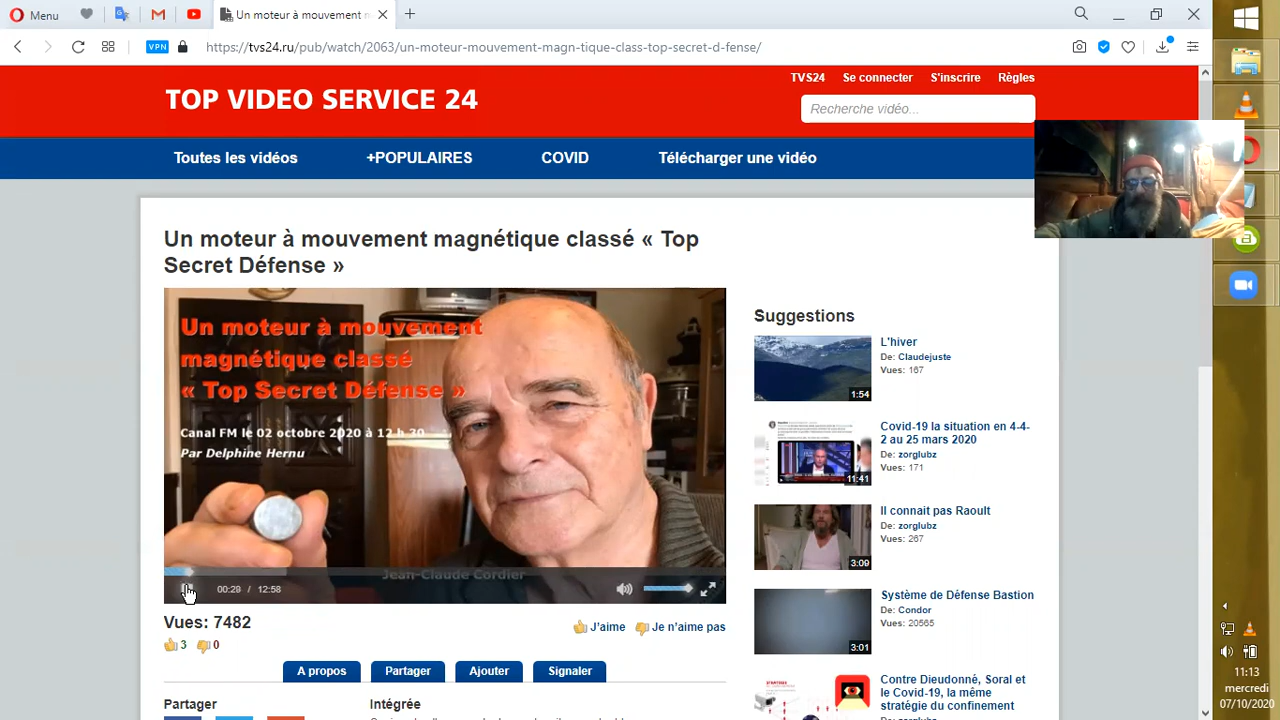 Menu
Un moteur à mouvement m
VPN
https://tvs24.ru/pub/watch/2063/un-moteur-mouvement-magn-tique-class-top-secret-d-fense/
TVS24 Se connecter S'inscrire Règles
TOP VIDEO SERVICE 24
Recherche vidéo...
Toutes les vidéos +POPULAIRES COVID Télécharger une vidéo
Un moteur à mouvement magnétique classé « Top
Secret Défense »
Un moteur à mouvement
magnétique classé
« Top Secret Défense »
Canal FM le 02 octobre 2020 à 12 h 30
Par Delphine Hernu
Jean-Claude Cordier
00:29 / 12:58
Vues: 7482
3 0
J'aime Je n'aime pas
A propos Partager Ajouter Signaler
Partager Intégrée
Suggestions
L'hiver
De: Claudejuste
Vues: 167
1:54
Covid-19 la situation en 4-4-
2 au 25 mars 2020
De: zorglubz
Vues: 171
11:41
Il connait pas Raoult
De: zorglubz
Vues: 267
3:09
Système de Défense Bastion
De: Condor
Vues: 20565
3:01
Contre Dieudonné, Soral et
le Covid-19, la même
stratégie du confinement
11:13
mercredi
07/10/2020